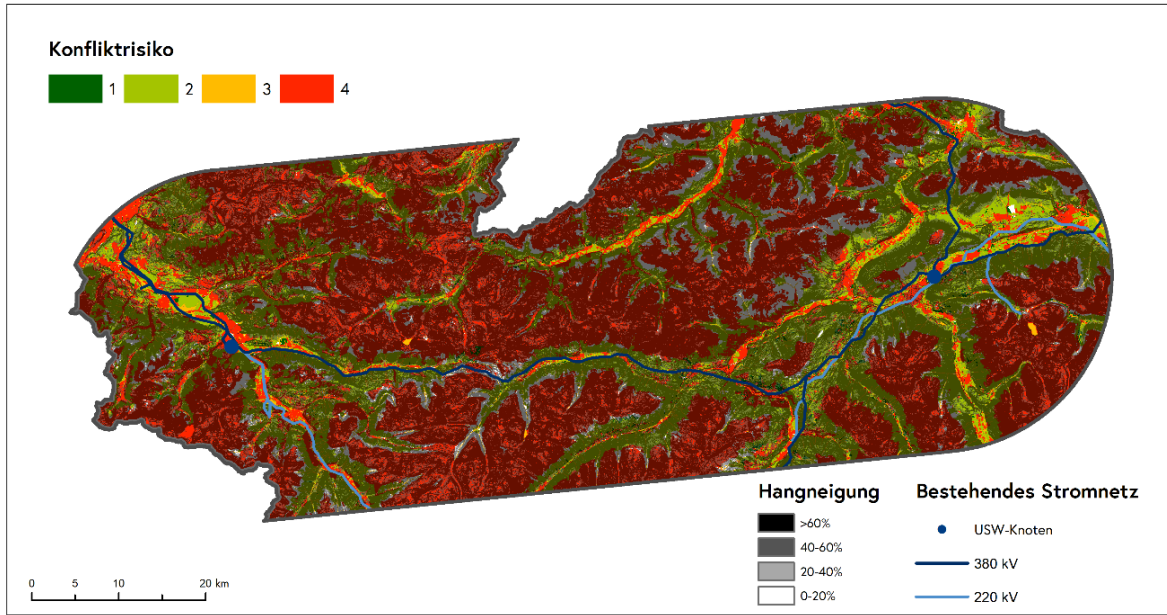 Konfliktrisiko
1 2 3 4
Hangneigung
>60%
40-60%
20-40%
0-20%
Bestehendes Stromnetz
USW-Knoten
380 kV
220 kV
0 5 10 20 km